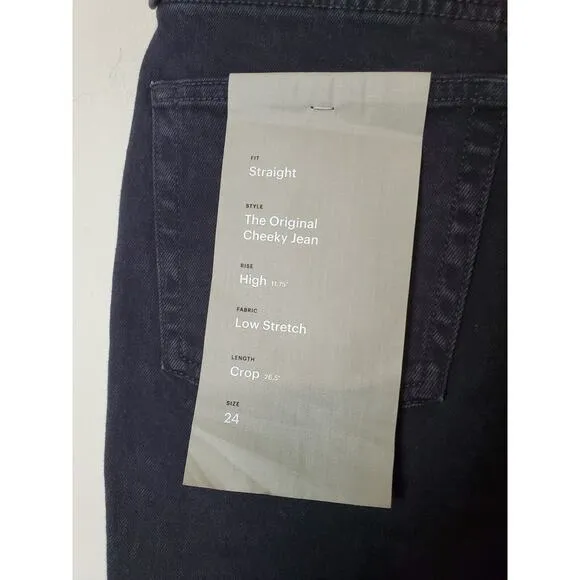 FIT
Straight
STYLE
The Original
Cheeky Jean
RISE
High 11.75"
FABRIC
Low Stretch
LENGTH
Crop 26.5"
SIZE
24